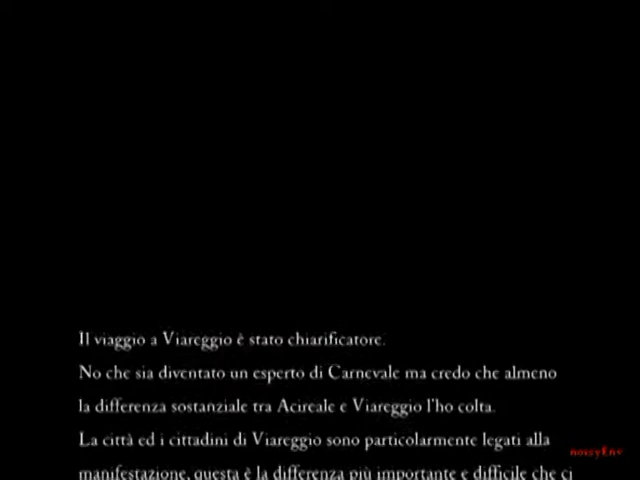 Il viaggio a Viareggio è stato chiarificatore.
No che sia diventato un esperto di Carnevale ma credo che almeno
la differenza sostanziale tra Acireale e Viareggio l'ho colta.
La città ed i cittadini di Viareggio sono particolarmente legati alla
manifestazione, questa è la differenza più importante e difficile che ci